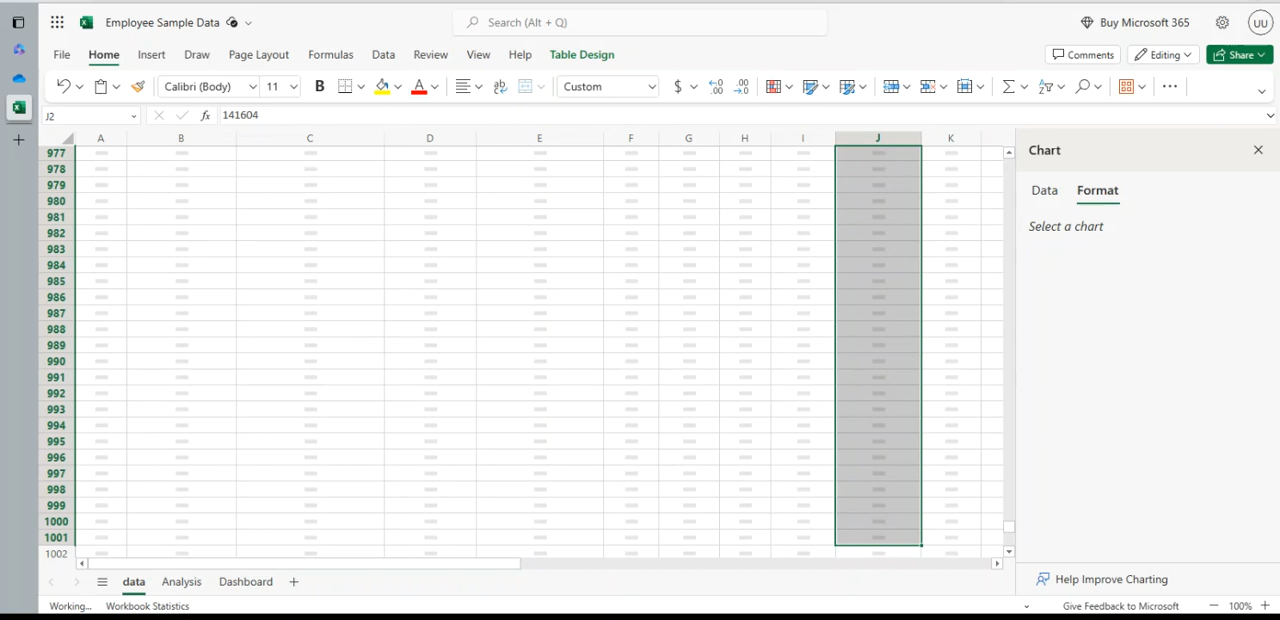 Employee Sample Data
Search (Alt + Q)
Buy Microsoft 365
UU
File Home Insert Draw Page Layout Formulas Data Review View Help Table Design
Comments Editing Share
Calibri (Body) 11 B A Custom $
J2 fx 141604
A B C D E F G H I J K
977
978
979
980
981
982
983
984
985
986
987
988
989
990
991
992
993
994
995
996
997
998
999
1000
1001
1002
Chart
Data Format
Select a chart
Help Improve Charting
data Analysis Dashboard
Working... Workbook Statistics
Give Feedback to Microsoft 100%